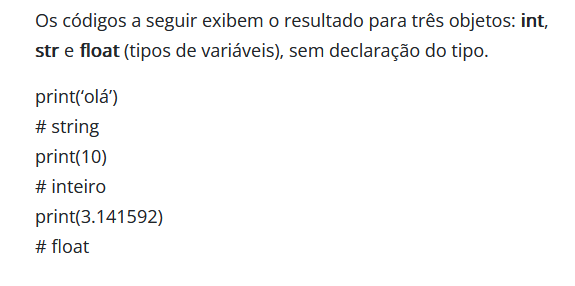 Os códigos a seguir exibem o resultado para três objetos: int,
str e float (tipos de variáveis), sem declaração do tipo.
print(‘olá’)
# string
print(10)
# inteiro
print(3.141592)
# float